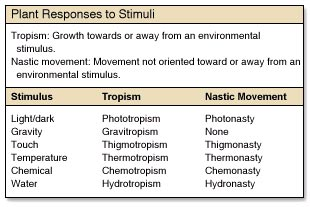 Plant Responses to Stimuli
Tropism: Growth towards or away from an environmental
stimulus.
Nastic movement: Movement not oriented toward or away from an
environmental stimulus.
Stimulus Tropism Nastic Movement
Light/dark Phototropism Photonasty
Gravity Gravitropism None
Touch Thigmotropism Thigmonasty
Temperature Thermotropism Thermonasty
Chemical Chemotropism Chemonasty
Water Hydrotropism Hydronasty